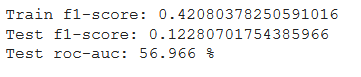 Train f1-score: 0.42080378250591016
Test f1-score: 0.12280701754385966
Test roc-auc: 56.966 %